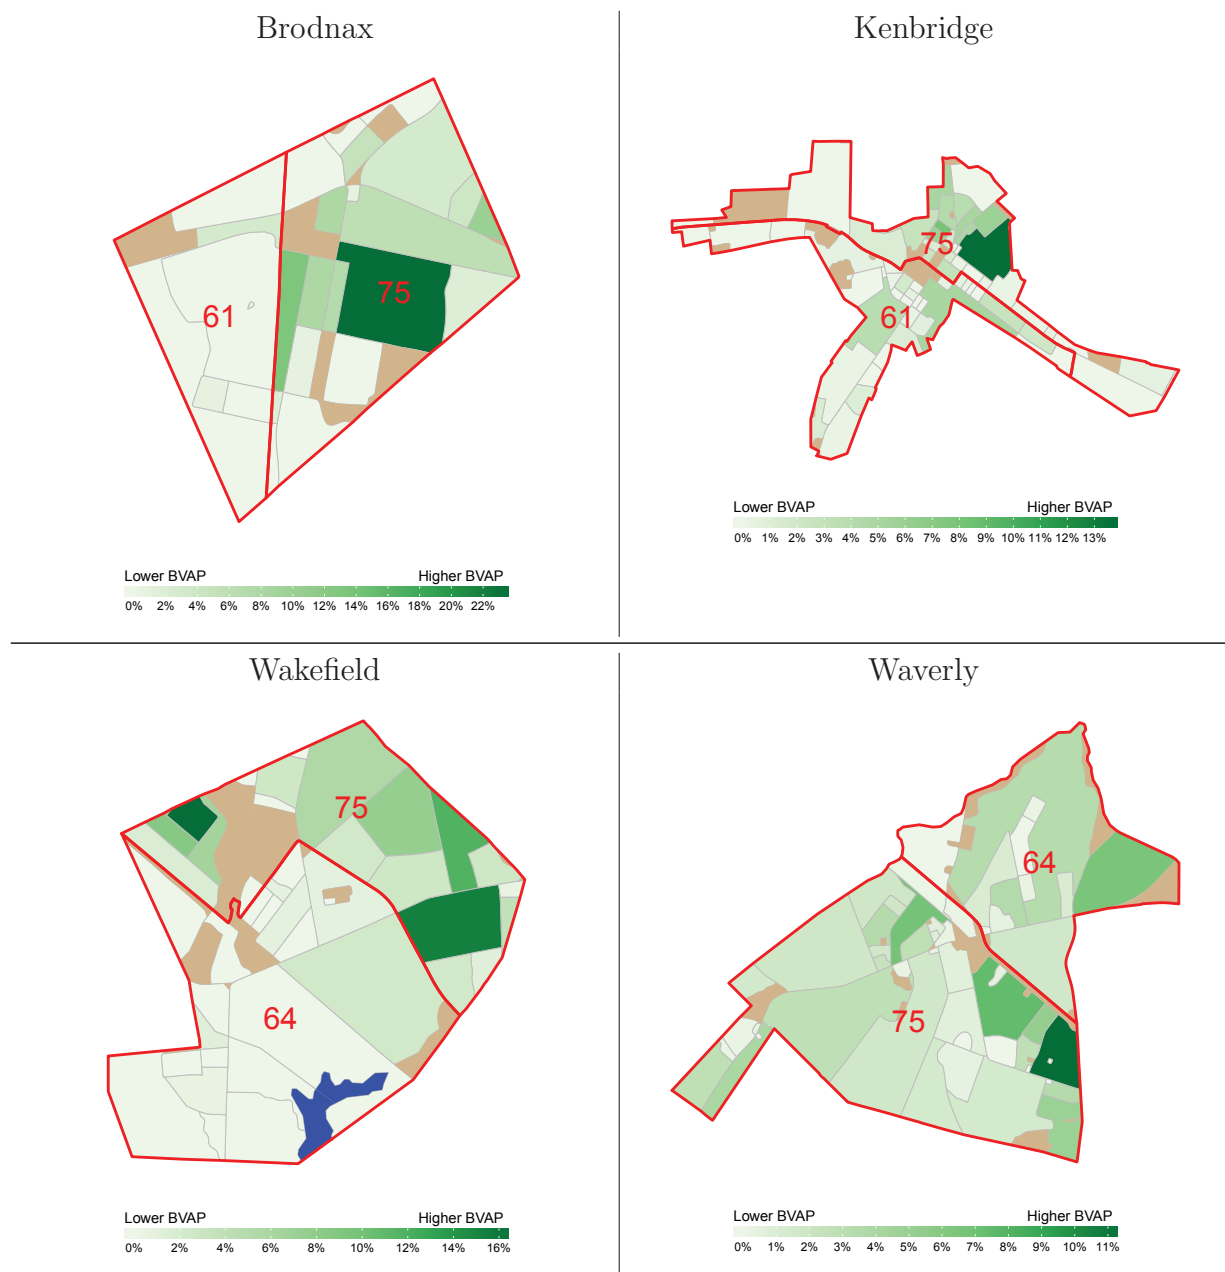 Brodnax
75
61
Lower BVAP Higher BVAP
0% 2% 4% 6% 8% 10% 12% 14% 16% 18% 20% 22%
Kenbridge
75
61
Lower BVAP Higher BVAP
0% 1% 2% 3% 4% 5% 6% 7% 8% 9% 10% 11% 12% 13%
Wakefield
75
64
Lower BVAP Higher BVAP
0% 2% 4% 6% 8% 10% 12% 14% 16%
Waverly
64
75
Lower BVAP Higher BVAP
0% 1% 2% 3% 4% 5% 6% 7% 8% 9% 10% 11%